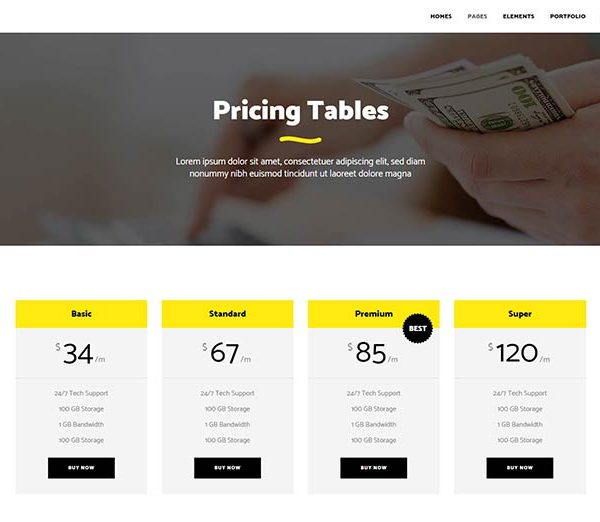 HOMES PAGES ELEMENTS PORTFOLIO
100
Pricing Tables
Lorem ipsum dolor sit amet, consectetuer adipiscing elit, sed diam
nonummy nibh euismod tincidunt ut laoreet dolore magna
Basic
$34/m
24/7 Tech Support
100 GB Storage
1 GB Bandwidth
100 GB Storage
BUY NOW
Standard
$67/m
24/7 Tech Support
100 GB Storage
1 GB Bandwidth
100 GB Storage
BUY NOW
Premium
BEST
$85/m
24/7 Tech Support
100 GB Storage
1 GB Bandwidth
100 GB Storage
BUY NOW
Super
$120/m
24/7 Tech Support
100 GB Storage
1 GB Bandwidth
100 GB Storage
BUY NOW